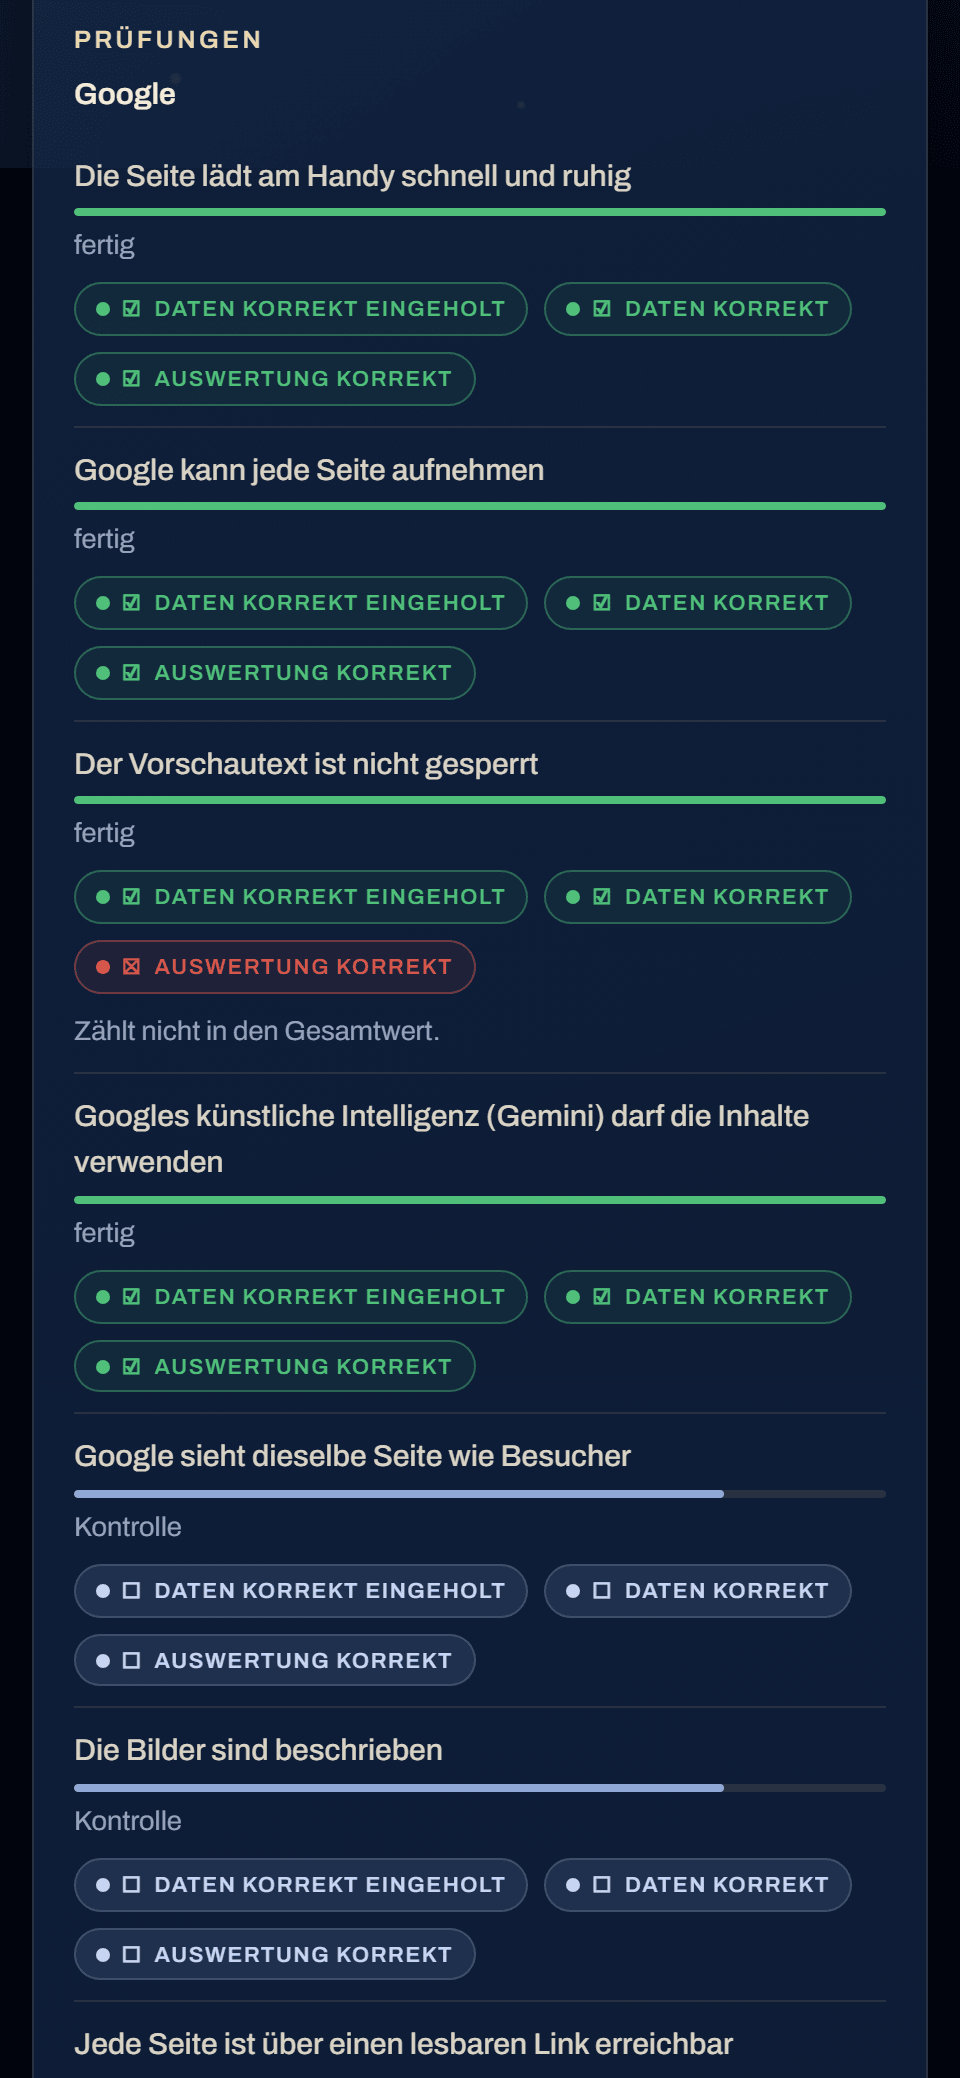 PRÜFUNGEN
Google
Die Seite lädt am Handy schnell und ruhig
fertig
☑ DATEN KORREKT EINGEHOLT ☑ DATEN KORREKT
☑ AUSWERTUNG KORREKT
Google kann jede Seite aufnehmen
fertig
☑ DATEN KORREKT EINGEHOLT ☑ DATEN KORREKT
☑ AUSWERTUNG KORREKT
Der Vorschautext ist nicht gesperrt
fertig
☑ DATEN KORREKT EINGEHOLT ☑ DATEN KORREKT
☒ AUSWERTUNG KORREKT
Zählt nicht in den Gesamtwert.
Googles künstliche Intelligenz (Gemini) darf die Inhalte
verwenden
fertig
☑ DATEN KORREKT EINGEHOLT ☑ DATEN KORREKT
☑ AUSWERTUNG KORREKT
Google sieht dieselbe Seite wie Besucher
Kontrolle
☐ DATEN KORREKT EINGEHOLT ☐ DATEN KORREKT
☐ AUSWERTUNG KORREKT
Die Bilder sind beschrieben
Kontrolle
☐ DATEN KORREKT EINGEHOLT ☐ DATEN KORREKT
☐ AUSWERTUNG KORREKT
Jede Seite ist über einen lesbaren Link erreichbar